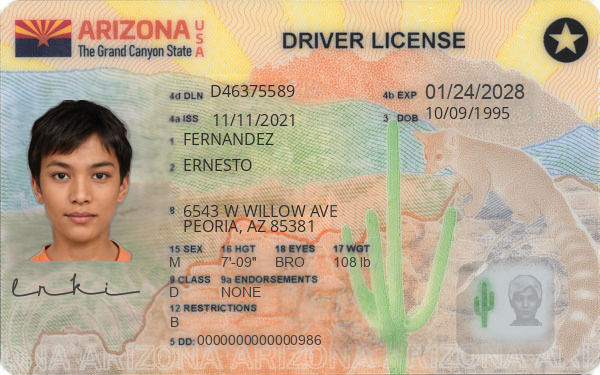 ARIZONA USA
The Grand Canyon State
DRIVER LICENSE
4d DLN D46375589
4b EXP 01/24/2028
4a ISS 11/11/2021
3 DOB 10/09/1995
1 FERNANDEZ
2 ERNESTO
8 6543 W WILLOW AVE
PEORIA, AZ 85381
15 SEX 16 HGT 18 EYES 17 WGT
M 7'-09" BRO 108 lb
9 CLASS 9a ENDORSEMENTS
D NONE
12 RESTRICTIONS
B
5 DD: 0000000000000986
ARIZONA ARIZONA ARIZONA ARIZONA